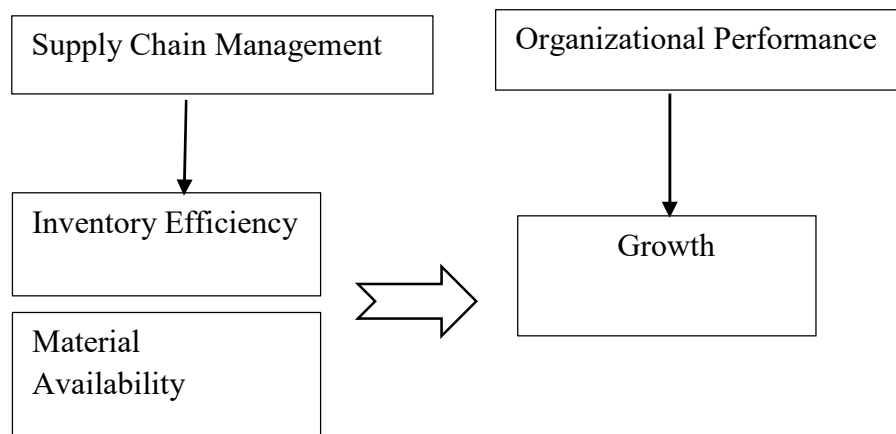 Supply Chain Management
Organizational Performance
Inventory Efficiency
Growth
Material
Availability